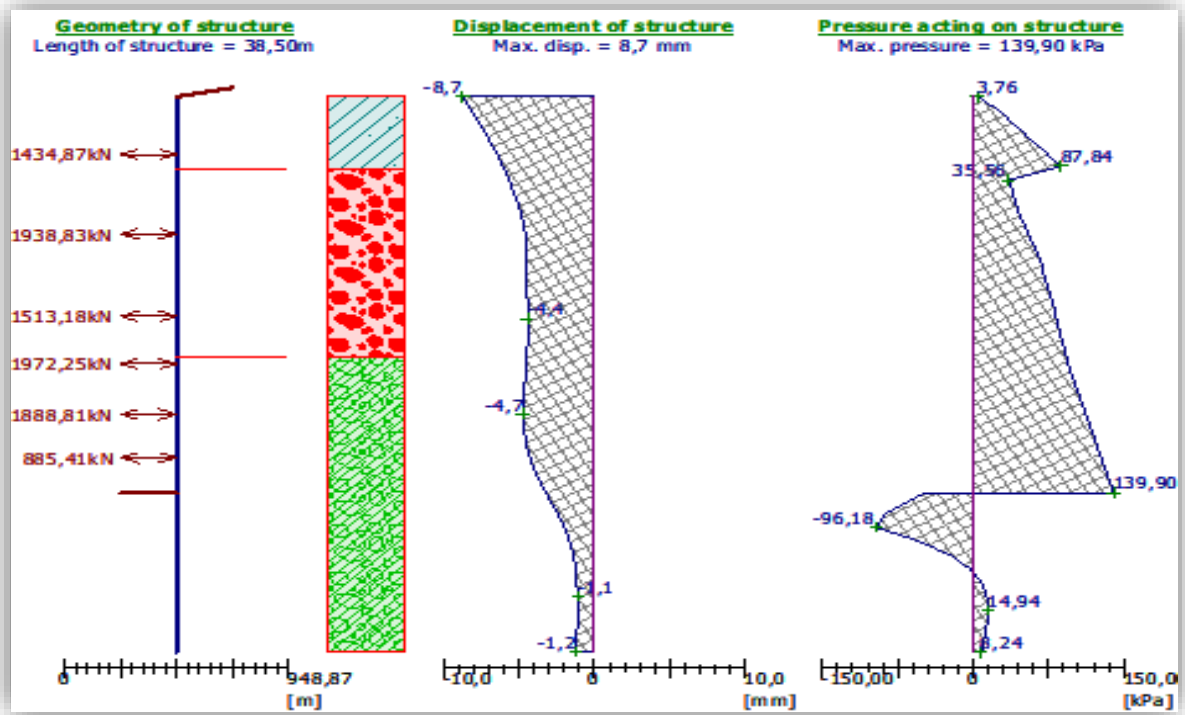 Geometry of structure
Length of structure = 38,50m
Displacement of structure
Max. disp. = 8,7 mm
Pressure acting on structure
Max. pressure = 139,90 kPa
1434,87kN
1938,83kN
1513,18kN
1972,25kN
1888,81kN
885,41kN
0
948,87
[m]
-8,7
-4,4
-4,7
-1,1
-1,2
-10,0
0
10,0
[mm]
3,76
87,84
35,56
139,90
-96,18
14,94
8,24
-150,00
0
150,00
[kPa]